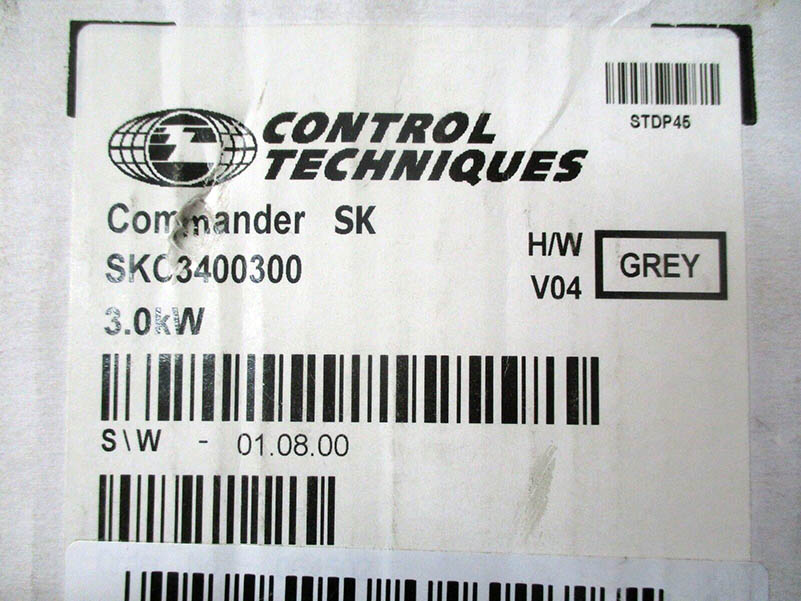 STDP45
CONTROL
TECHNIQUES
Commander SK
SKC3400300
3.0kW
H/W
V04
GREY
S\W - 01.08.00